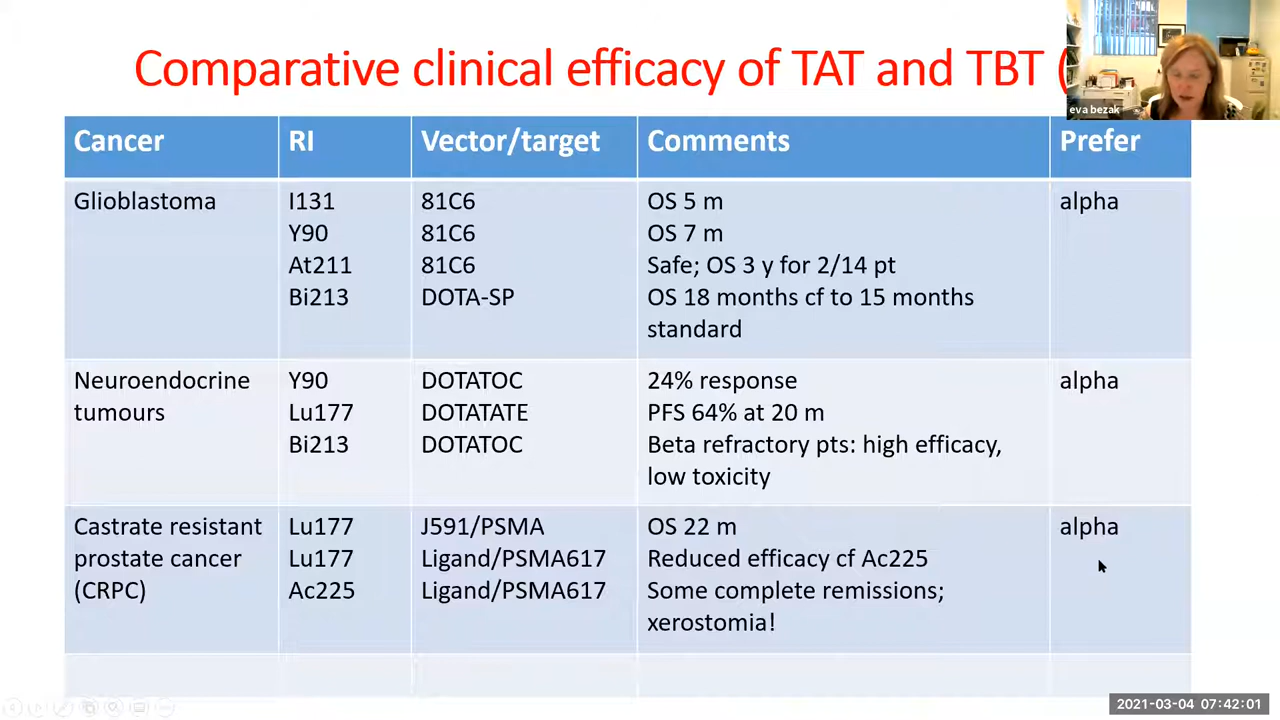 Comparative clinical efficacy of TAT and TBT (
eva bezak
Cancer RI Vector/target Comments Prefer
Glioblastoma I131 81C6 OS 5 m alpha
Y90 81C6 OS 7 m
At211 81C6 Safe; OS 3 y for 2/14 pt
Bi213 DOTA-SP OS 18 months cf to 15 months
standard
Neuroendocrine Y90 DOTATOC 24% response alpha
tumours Lu177 DOTATATE PFS 64% at 20 m
Bi213 DOTATOC Beta refractory pts: high efficacy,
low toxicity
Castrate resistant Lu177 J591/PSMA OS 22 m alpha
prostate cancer Lu177 Ligand/PSMA617 Reduced efficacy cf Ac225
(CRPC) Ac225 Ligand/PSMA617 Some complete remissions;
xerostomia!
2021-03-04 07:42:01